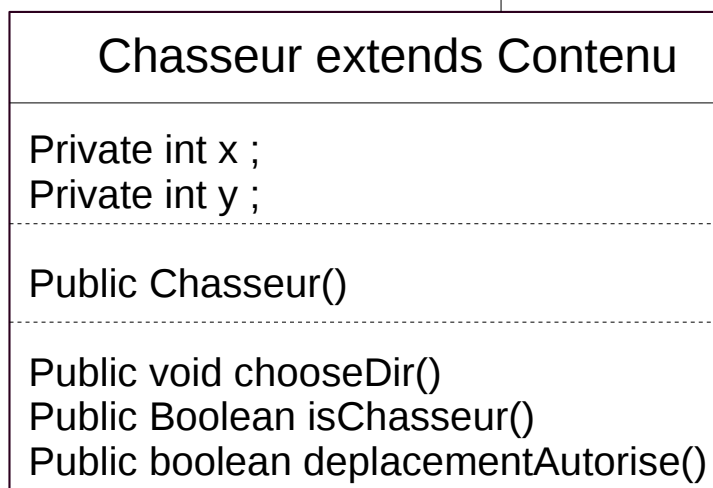 Chasseur extends Contenu
Private int x ;
Private int y ;
Public Chasseur()
Public void chooseDir()
Public Boolean isChasseur()
Public boolean deplacementAutorise()